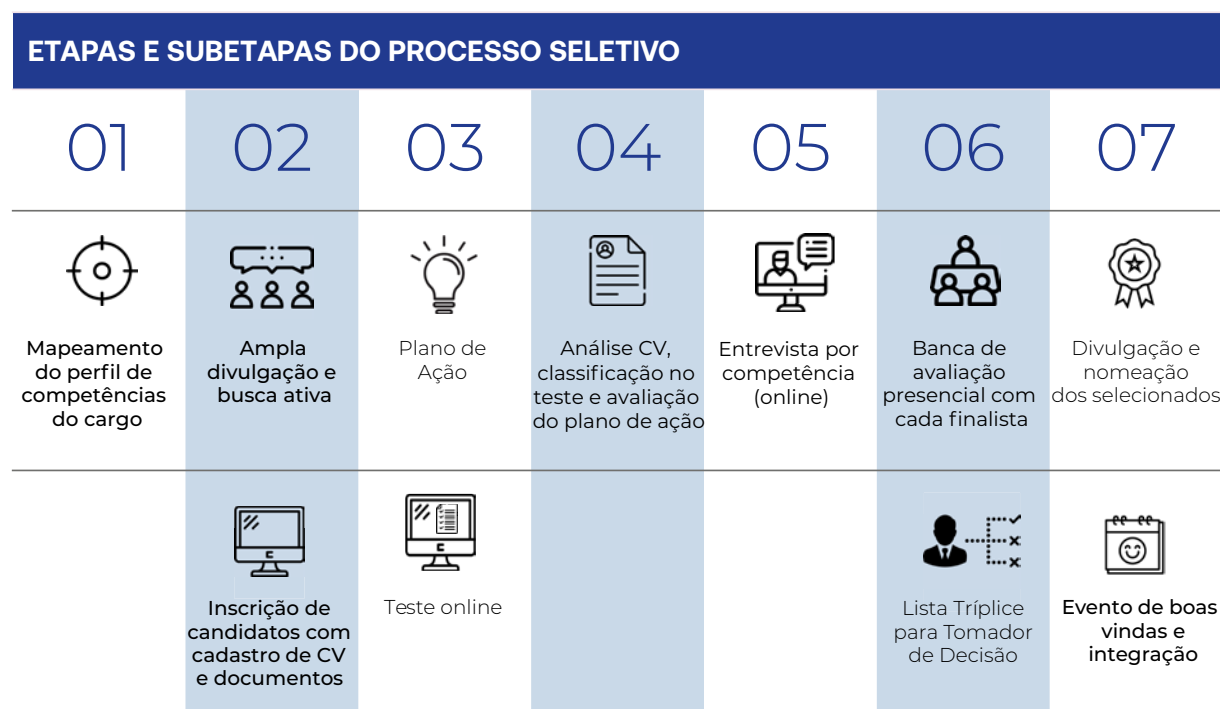 ETAPAS E SUBETAPAS DO PROCESSO SELETIVO
01
02
03
04
05
06
07
Mapeamento
do perfil de
competências
do cargo
Ampla
divulgação e
busca ativa
Plano de
Ação
Análise CV,
classificação no
teste e avaliação
do plano de ação
Entrevista por
competência
(online)
Banca de
avaliação
presencial com
cada finalista
Divulgação e
nomeação
dos selecionados
Inscrição de
candidatos com
cadastro de CV
e documentos
Teste online
Lista Tríplice
para Tomador
de Decisão
Evento de boas
vindas e
integração